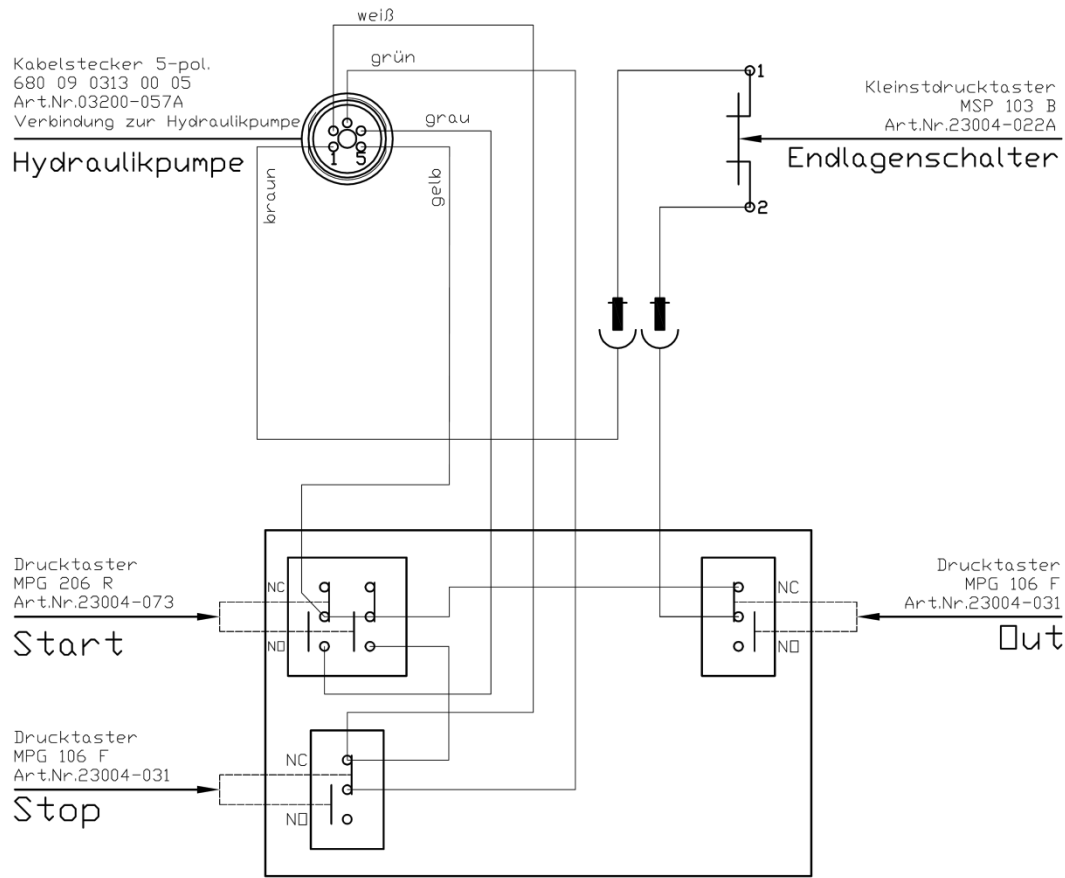 weiß
grün
grau
gelb
braun
Kabelstecker 5-pol.
680 09 0313 00 05
Art.Nr.03200-057A
Verbindung zur Hydraulikpumpe
Hydraulikpumpe
1 5
1
2
Kleinstdrucktaster
MSP 103 B
Art.Nr.23004-022A
Endlagenschalter
Drucktaster
MPG 206 R
Art.Nr.23004-073
Start
NC
NO
NC
NO
Drucktaster
MPG 106 F
Art.Nr.23004-031
Out
Drucktaster
MPG 106 F
Art.Nr.23004-031
Stop
NC
NO